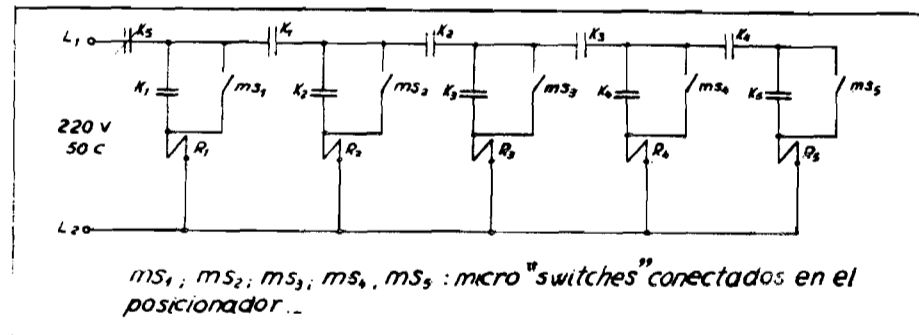 L1 K5 K1 K2 K3 K4
K1 ms1 K2 ms2 K3 ms3 K4 ms4 K6 ms5
220 V
50 C
R1 R2 R3 R4 R5
L2
ms1; ms2; ms3; ms4, ms5 : micro "switches" conectados en el
posicionador._